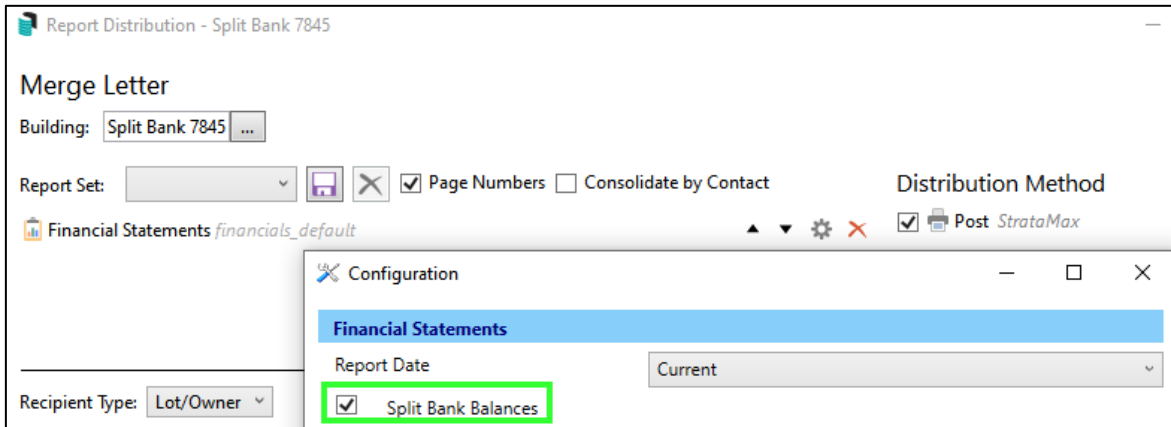 Report Distribution - Split Bank 7845
Merge Letter
Building: Split Bank 7845 ...
Report Set: Page Numbers Consolidate by Contact Distribution Method
Financial Statements financials_default Post StrataMax
Configuration
Financial Statements
Report Date Current
Recipient Type: Lot/Owner Split Bank Balances